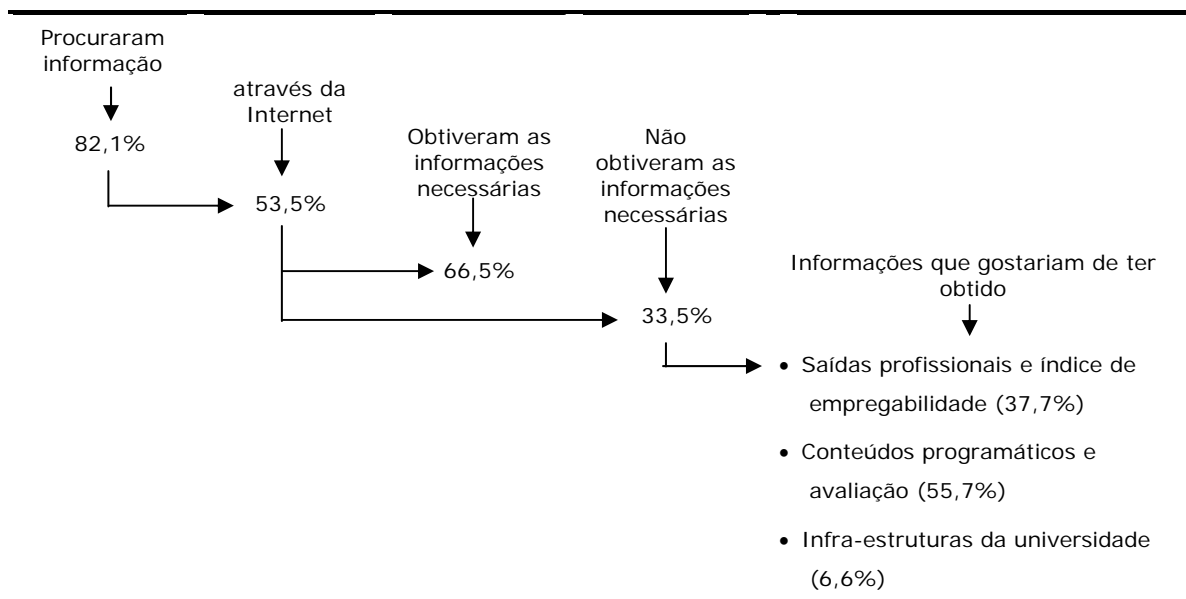 Procuraram
informação
82,1%
através da
Internet
53,5%
Obtiveram as
informações
necessárias
66,5%
Não
obtiveram as
informações
necessárias
33,5%
Informações que gostariam de ter
obtido
• Saídas profissionais e índice de
empregabilidade (37,7%)
• Conteúdos programáticos e
avaliação (55,7%)
• Infra-estruturas da universidade
(6,6%)